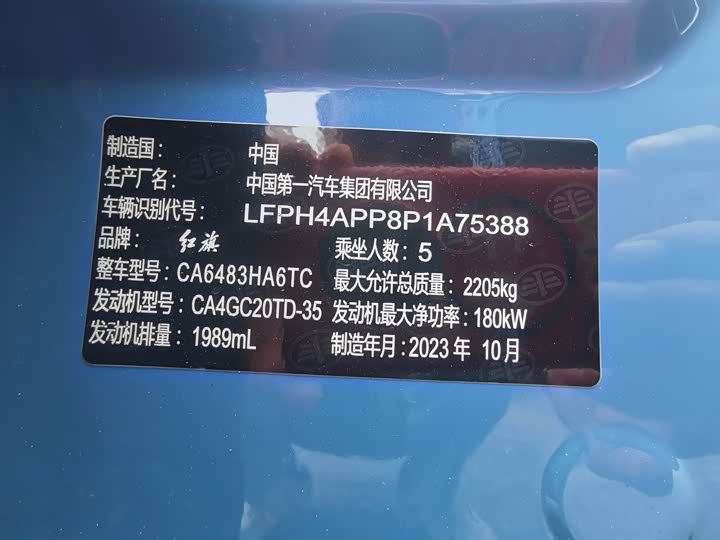 制造国： 中国
生产厂名： 中国第一汽车集团有限公司
车辆识别代号： LFPH4APP8P1A75388
品牌： 红旗 乘坐人数：5
整车型号：CA6483HA6TC 最大允许总质量：2205kg
发动机型号：CA4GC20TD-35 发动机最大净功率：180kW
发动机排量：1989mL 制造年月：2023年 10月